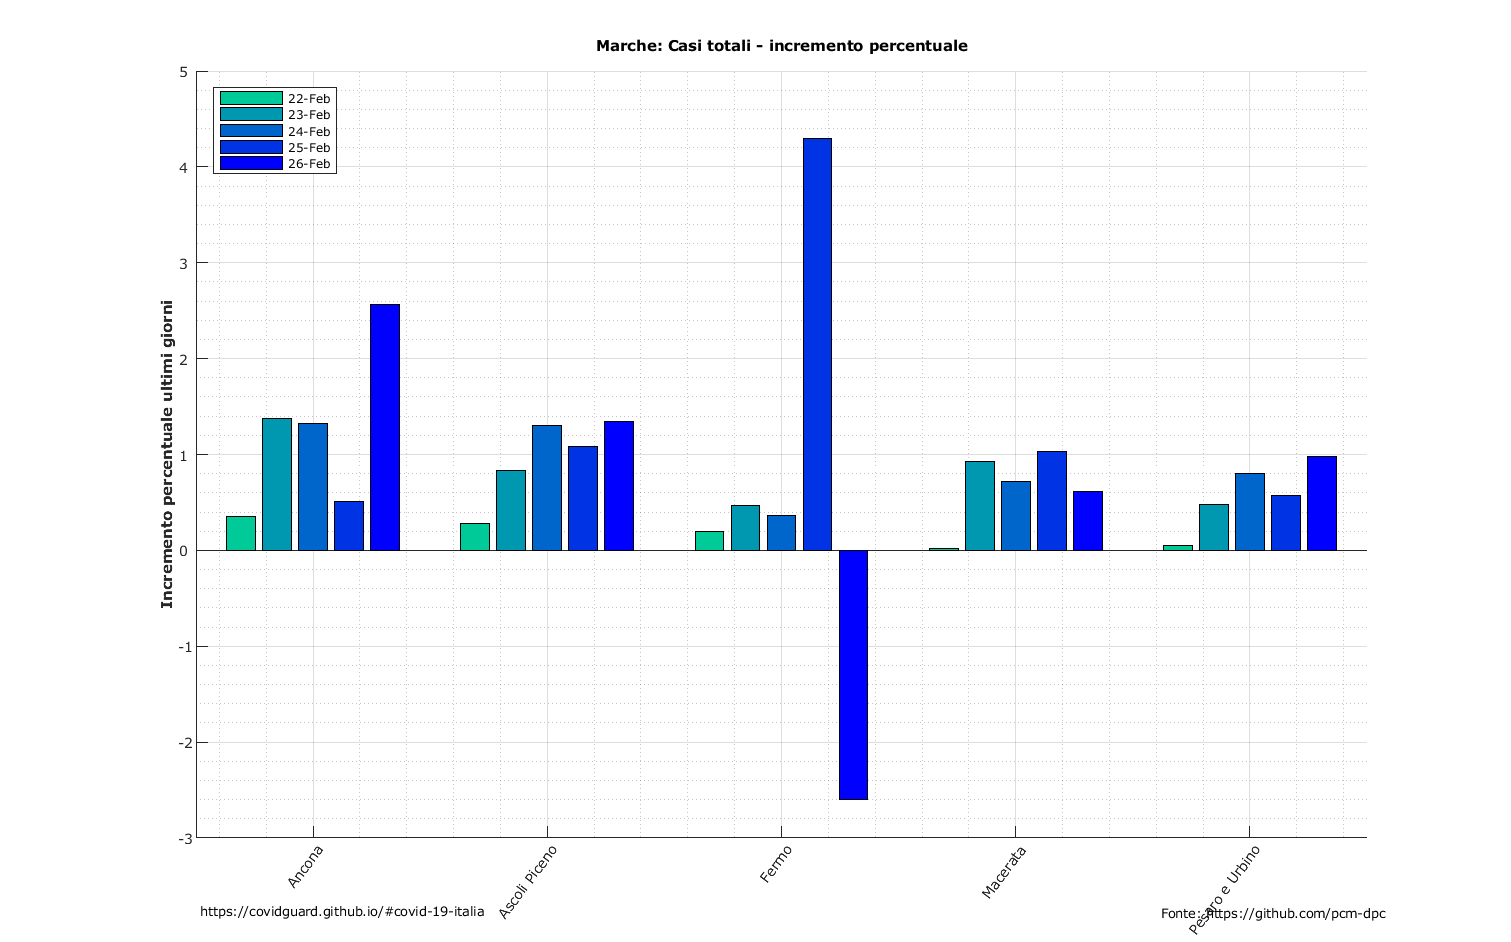 Marche: Casi totali - incremento percentuale
Incremento percentuale ultimi giorni
5
4
3
2
1
0
-1
-2
-3
22-Feb
23-Feb
24-Feb
25-Feb
26-Feb
Ancona
Ascoli Piceno
Fermo
Macerata
Pesaro e Urbino
https://covidguard.github.io/#covid-19-italia
Fonte: https://github.com/pcm-dpc